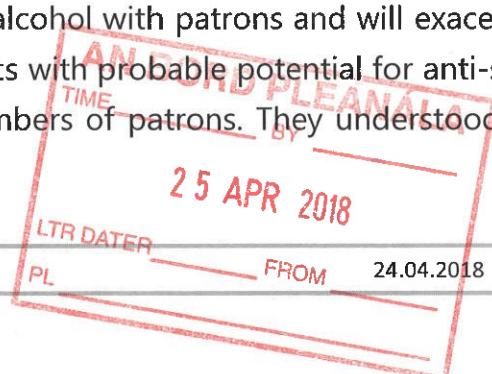 alcohol with patrons and will exace
ts with probable potential for anti-s
mbers of patrons. They understood
AN BORD PLEANÁLA
TIME BY
25 APR 2018
LTR DATER FROM
24.04.2018
PL